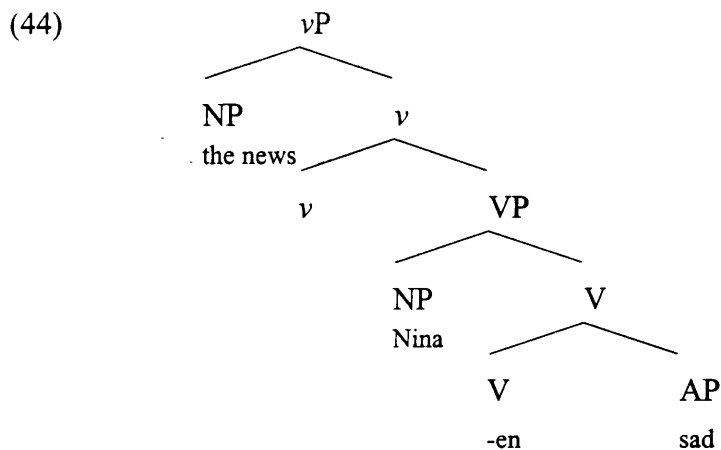 (44)
vP
NP v
the news
v VP
NP V
Nina
V AP
-en sad